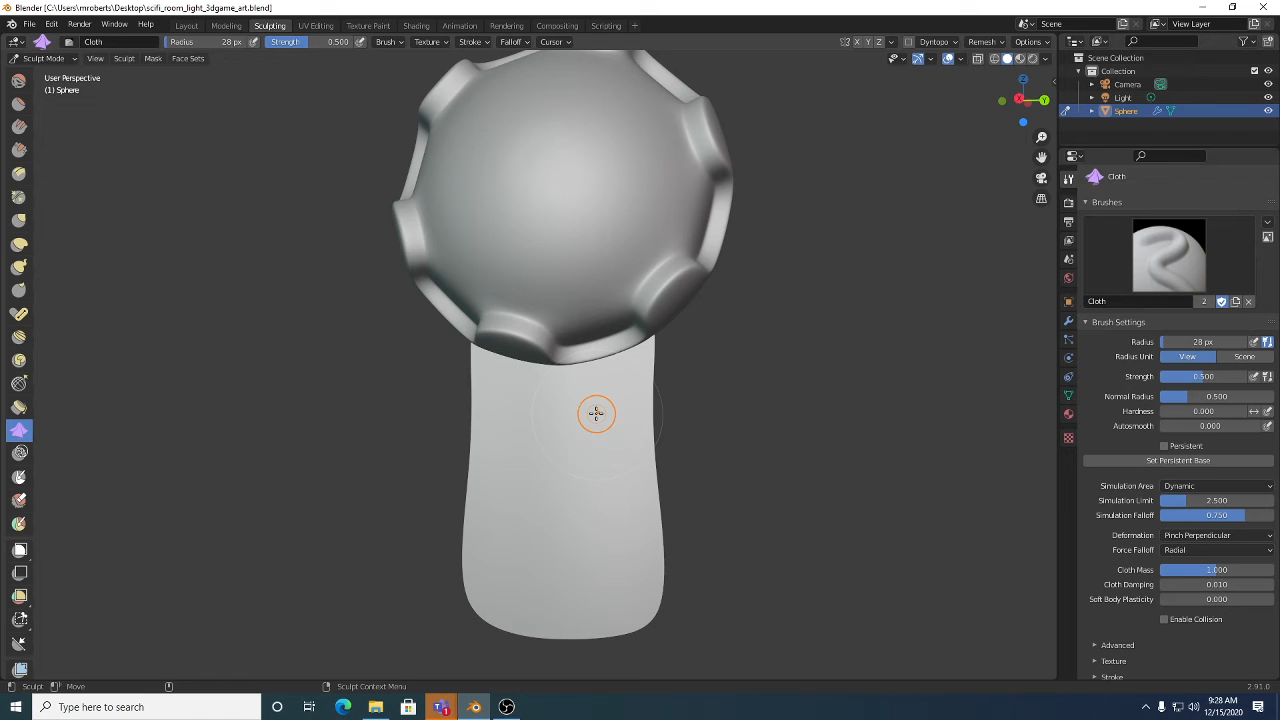 Blender [C:\Users\mroberts\Desktop\scifi_room_light_3dgame_art.blend]
File Edit Render Window Help Layout Modeling Sculpting UV Editing Texture Paint Shading Animation Rendering Compositing Scripting Scene View Layer
Cloth Radius 28 px Strength 0.500 Brush Texture Stroke Falloff Cursor X Y Z Dyntopo Remesh Options
Sculpt Mode View Sculpt Mask Face Sets
Scene Collection
Collection
Camera
Light
Sphere
User Perspective
(1) Sphere
Z
X Y
Cloth
Brushes
Cloth 2
Brush Settings
Radius 28 px
Radius Unit View Scene
Strength 0.500
Normal Radius 0.500
Hardness 0.000
Autosmooth 0.000
Persistent
Set Persistent Base
Simulation Area Dynamic
Simulation Limit 2.500
Simulation Falloff 0.750
Deformation Pinch Perpendicular
Force Falloff Radial
Cloth Mass 1.000
Cloth Damping 0.010
Soft Body Plasticity 0.000
Enable Collision
Advanced
Texture
Stroke
Sculpt Move Sculpt Context Menu 2.91.0
Type here to search
9:28 AM
12/15/2020